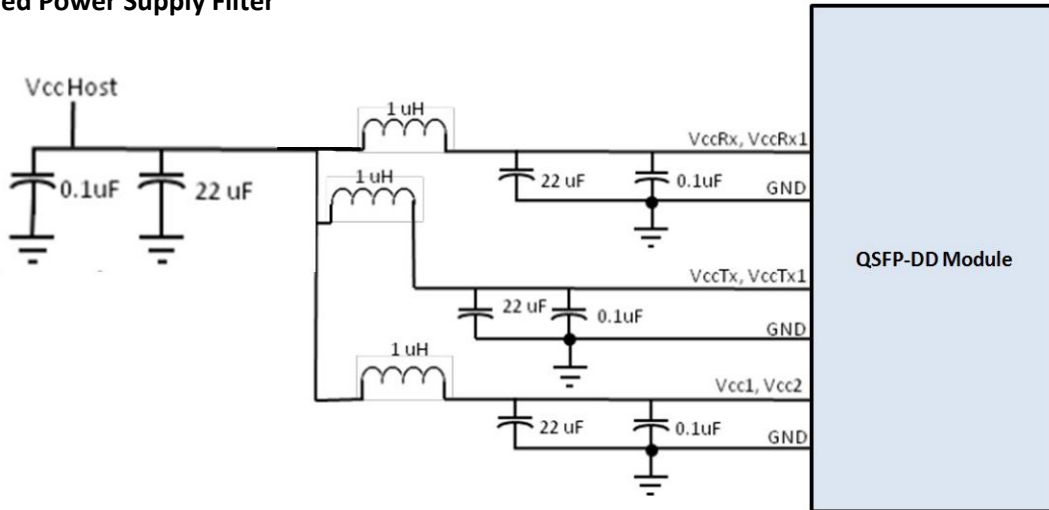 ed Power Supply Filter
VccHost
0.1uF
22 uF
1 uH
VccRx, VccRx1
22 uF
0.1uF
GND
1 uH
VccTx, VccTx1
22 uF
0.1uF
GND
1 uH
Vcc1, Vcc2
22 uF
0.1uF
GND
QSFP-DD Module